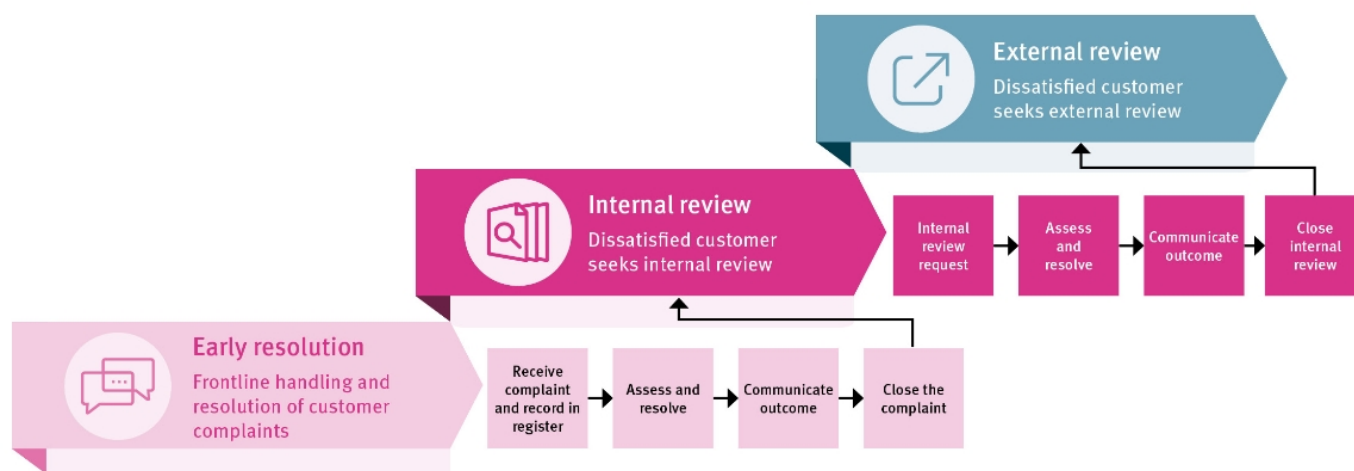 External review
Dissatisfied customer
seeks external review
Internal review
Dissatisfied customer
seeks internal review
Internal
review
request
Assess
and
resolve
Communicate
outcome
Close
internal
review
Early resolution
Frontline handling and
resolution of customer
complaints
Receive
complaint
and record in
register
Assess and
resolve
Communicate
outcome
Close the
complaint